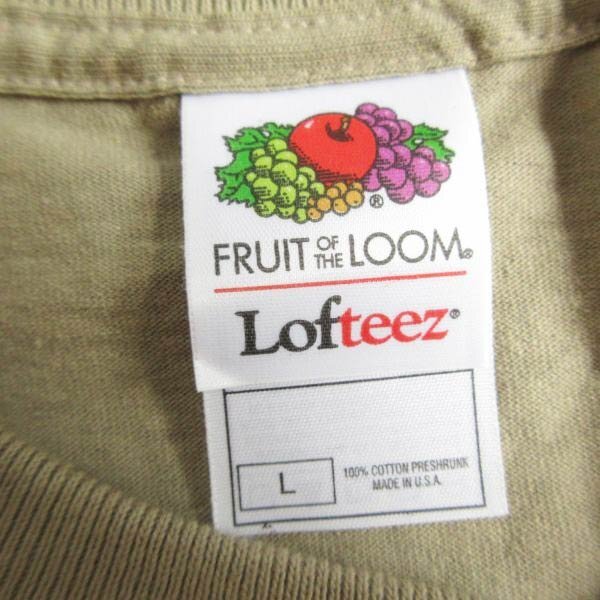 ®
FRUIT OF THE LOOM®
Lofteez®
L
100% COTTON PRESHRUNK
MADE IN U.S.A.